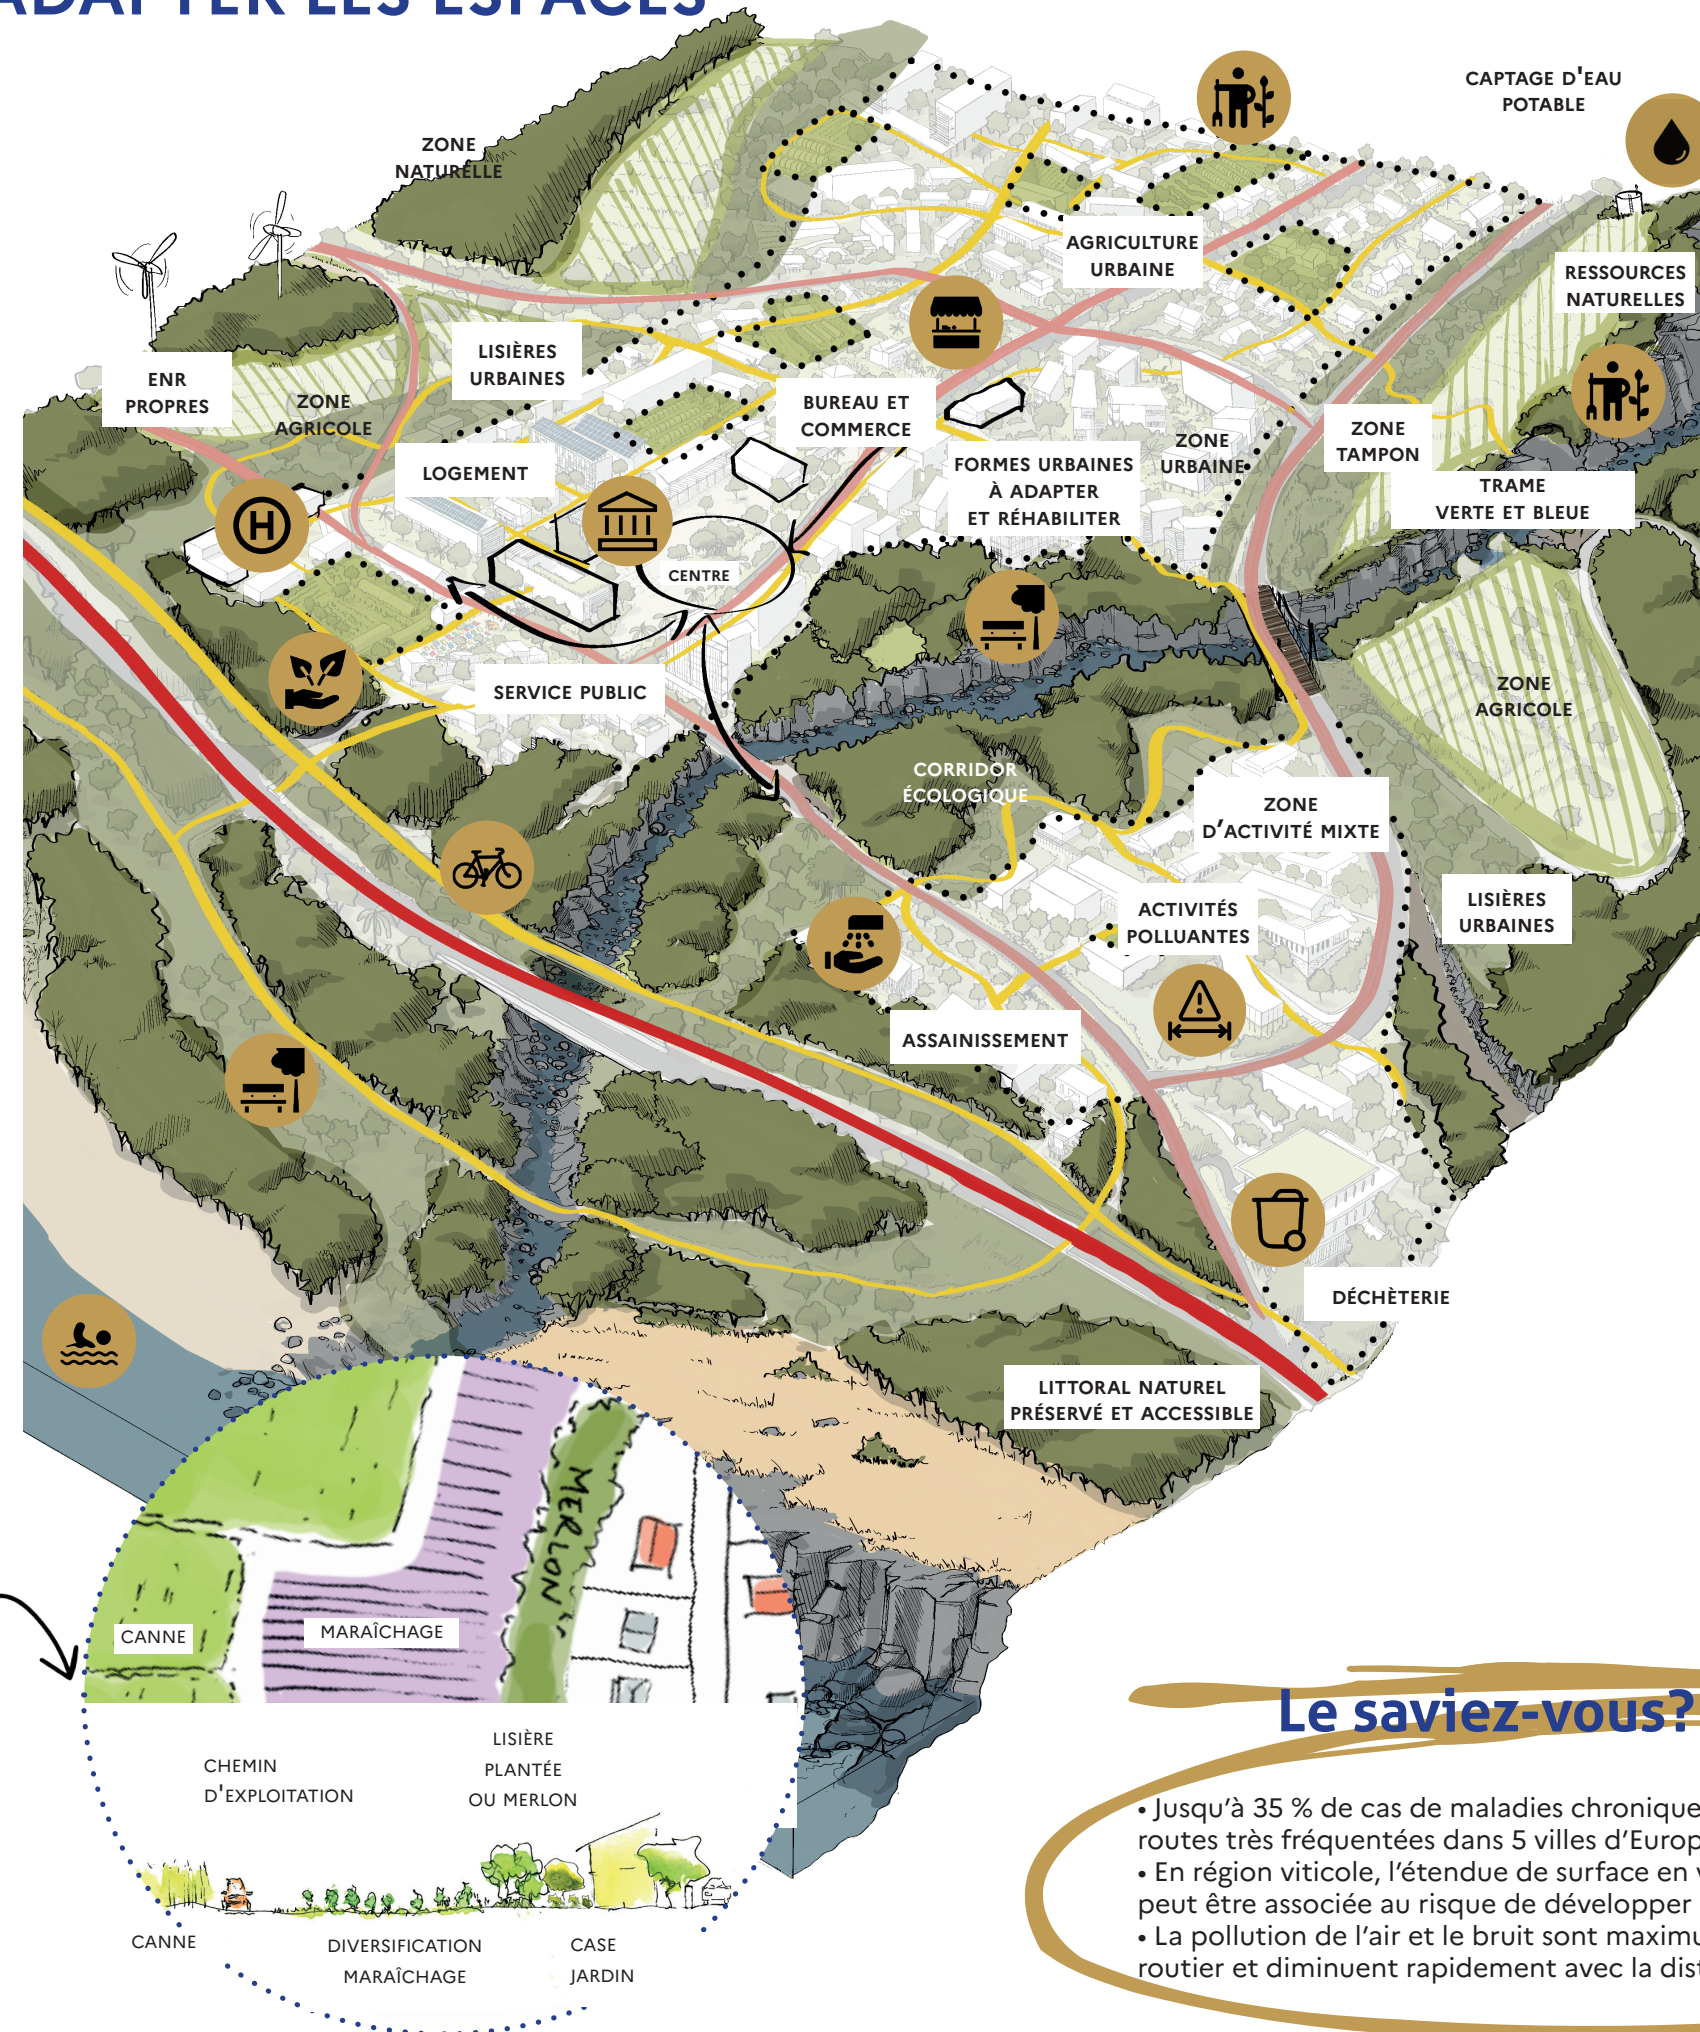 ADAPTER LES ESPACES
CAPTAGE D'EAU
POTABLE
ZONE
NATURELLE
AGRICULTURE
URBAINE
RESSOURCES
NATURELLES
LISIÈRES
URBAINES
ENR
PROPRES
ZONE
AGRICOLE
BUREAU ET
COMMERCE
ZONE
TAMPON
ZONE
URBAINE
LOGEMENT
FORMES URBAINES
À ADAPTER
ET RÉHABILITER
TRAME
VERTE ET BLEUE
H
CENTRE
SERVICE PUBLIC
ZONE
AGRICOLE
CORRIDOR
ÉCOLOGIQUE
ZONE
D'ACTIVITÉ MIXTE
LISIÈRES
URBAINES
ACTIVITÉS
POLLUANTES
ASSAINISSEMENT
DÉCHÈTERIE
LITTORAL NATUREL
PRÉSERVÉ ET ACCESSIBLE
MERLON
CANNE
MARAÎCHAGE
LISIÈRE
PLANTÉE
OU MERLON
CHEMIN
D'EXPLOITATION
CANNE
DIVERSIFICATION
MARAÎCHAGE
CASE
JARDIN
Le saviez-vous?
• Jusqu'à 35 % de cas de maladies chronique
routes très fréquentées dans 5 villes d'Europ
• En région viticole, l'étendue de surface en v
peut être associée au risque de développer
• La pollution de l'air et le bruit sont maximu
routier et diminuent rapidement avec la dist